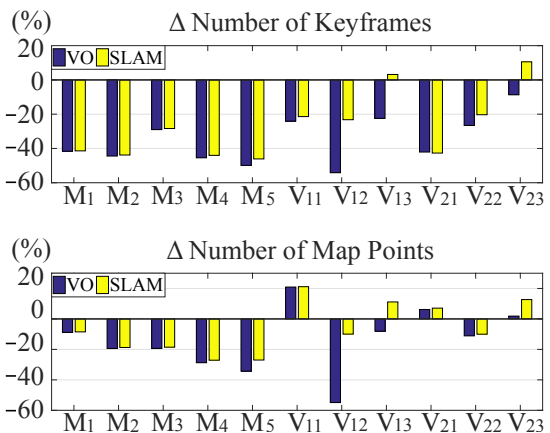 (%) Δ Number of Keyframes
20
VO SLAM
0
−20
−40
−60
M1 M2 M3 M4 M5 V11 V12 V13 V21 V22 V23
(%) Δ Number of Map Points
20
VO SLAM
0
−20
−40
−60
M1 M2 M3 M4 M5 V11 V12 V13 V21 V22 V23